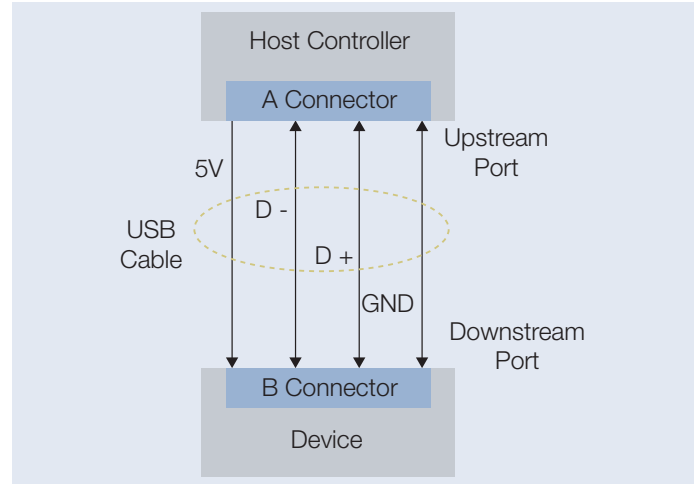 Host Controller
A Connector
Upstream
Port
5V
D -
USB
Cable
D +
GND
Downstream
Port
B Connector
Device